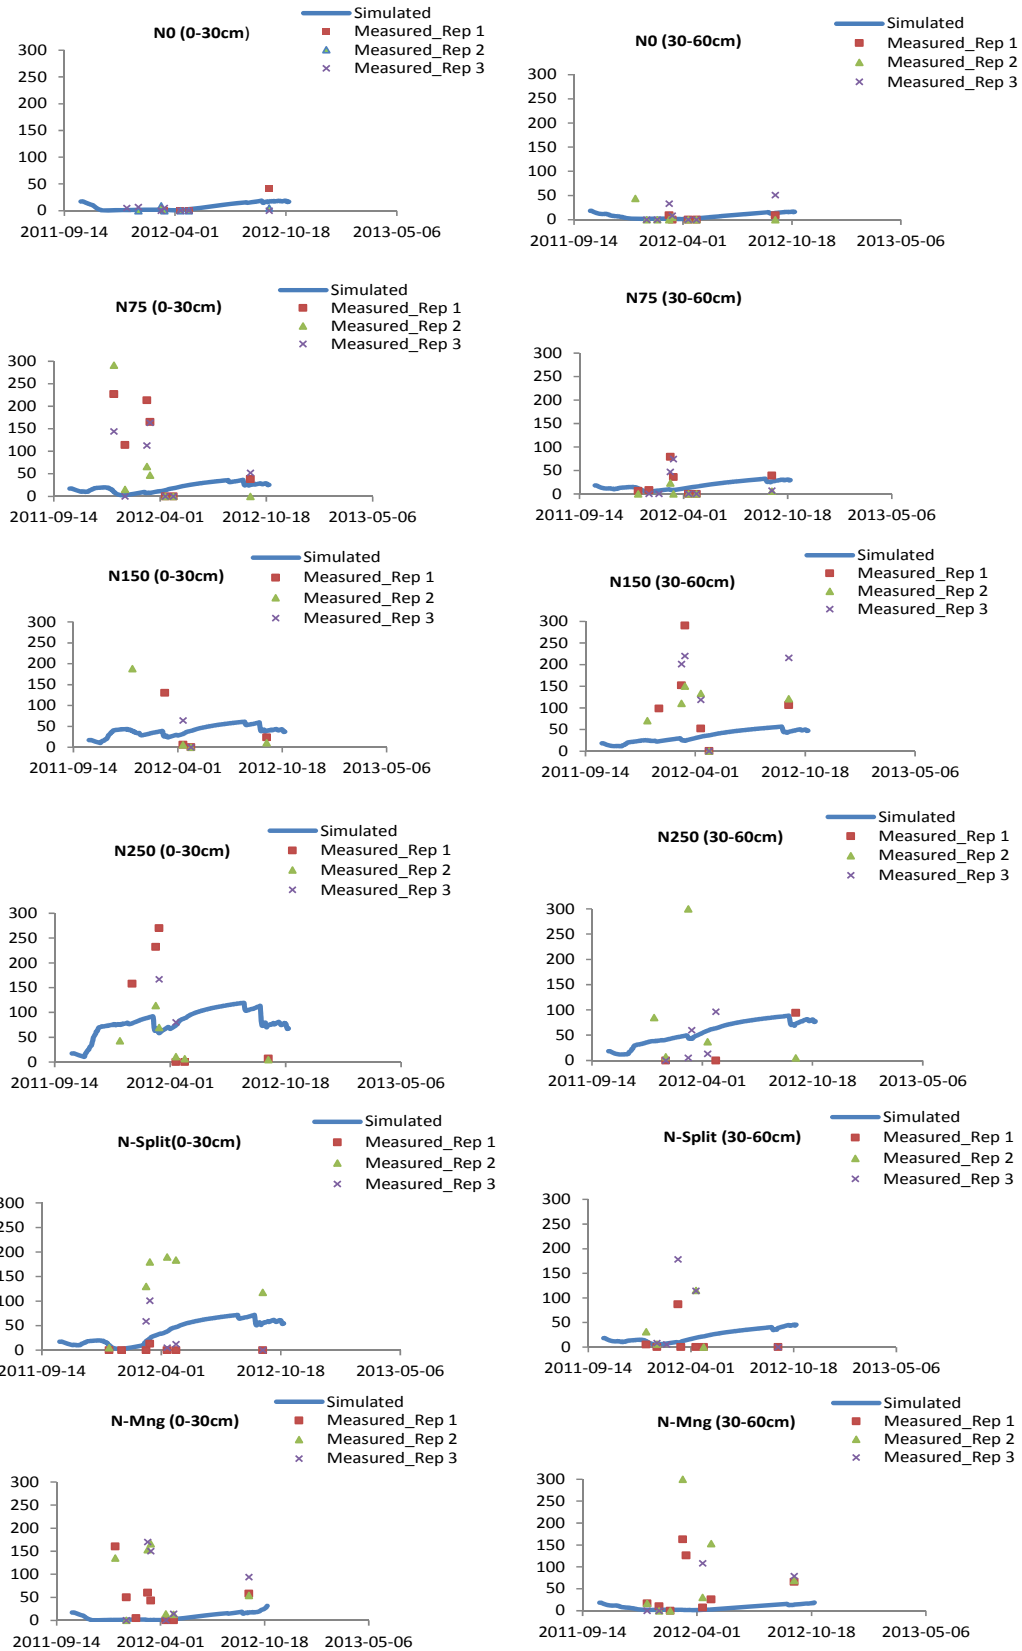 N0 (0-30cm)
Simulated
Measured_Rep 1
Measured_Rep 2
Measured_Rep 3
300
250
200
150
100
50
0
2011-09-14 2012-04-01 2012-10-18 2013-05-06
N0 (30-60cm)
Simulated
Measured_Rep 1
Measured_Rep 2
Measured_Rep 3
300
250
200
150
100
50
0
2011-09-14 2012-04-01 2012-10-18 2013-05-06
N75 (0-30cm)
Simulated
Measured_Rep 1
Measured_Rep 2
Measured_Rep 3
300
250
200
150
100
50
0
2011-09-14 2012-04-01 2012-10-18 2013-05-06
N75 (30-60cm)
300
250
200
150
100
50
0
2011-09-14 2012-04-01 2012-10-18 2013-05-06
N150 (0-30cm)
Simulated
Measured_Rep 1
Measured_Rep 2
Measured_Rep 3
300
250
200
150
100
50
0
2011-09-14 2012-04-01 2012-10-18 2013-05-06
N150 (30-60cm)
Simulated
Measured_Rep 1
Measured_Rep 2
Measured_Rep 3
300
250
200
150
100
50
0
2011-09-14 2012-04-01 2012-10-18 2013-05-06
N250 (0-30cm)
Simulated
Measured_Rep 1
Measured_Rep 2
Measured_Rep 3
300
250
200
150
100
50
0
2011-09-14 2012-04-01 2012-10-18 2013-05-06
N250 (30-60cm)
Simulated
Measured_Rep 1
Measured_Rep 2
Measured_Rep 3
300
250
200
150
100
50
0
2011-09-14 2012-04-01 2012-10-18 2013-05-06
N-Split(0-30cm)
Simulated
Measured_Rep 1
Measured_Rep 2
Measured_Rep 3
300
250
200
150
100
50
0
2011-09-14 2012-04-01 2012-10-18 2013-05-06
N-Split (30-60cm)
Simulated
Measured_Rep 1
Measured_Rep 2
Measured_Rep 3
300
250
200
150
100
50
0
2011-09-14 2012-04-01 2012-10-18 2013-05-06
N-Mng (0-30cm)
Simulated
Measured_Rep 1
Measured_Rep 2
Measured_Rep 3
300
250
200
150
100
50
0
2011-09-14 2012-04-01 2012-10-18 2013-05-06
N-Mng (30-60cm)
Simulated
Measured_Rep 1
Measured_Rep 2
Measured_Rep 3
300
250
200
150
100
50
0
2011-09-14 2012-04-01 2012-10-18 2013-05-06